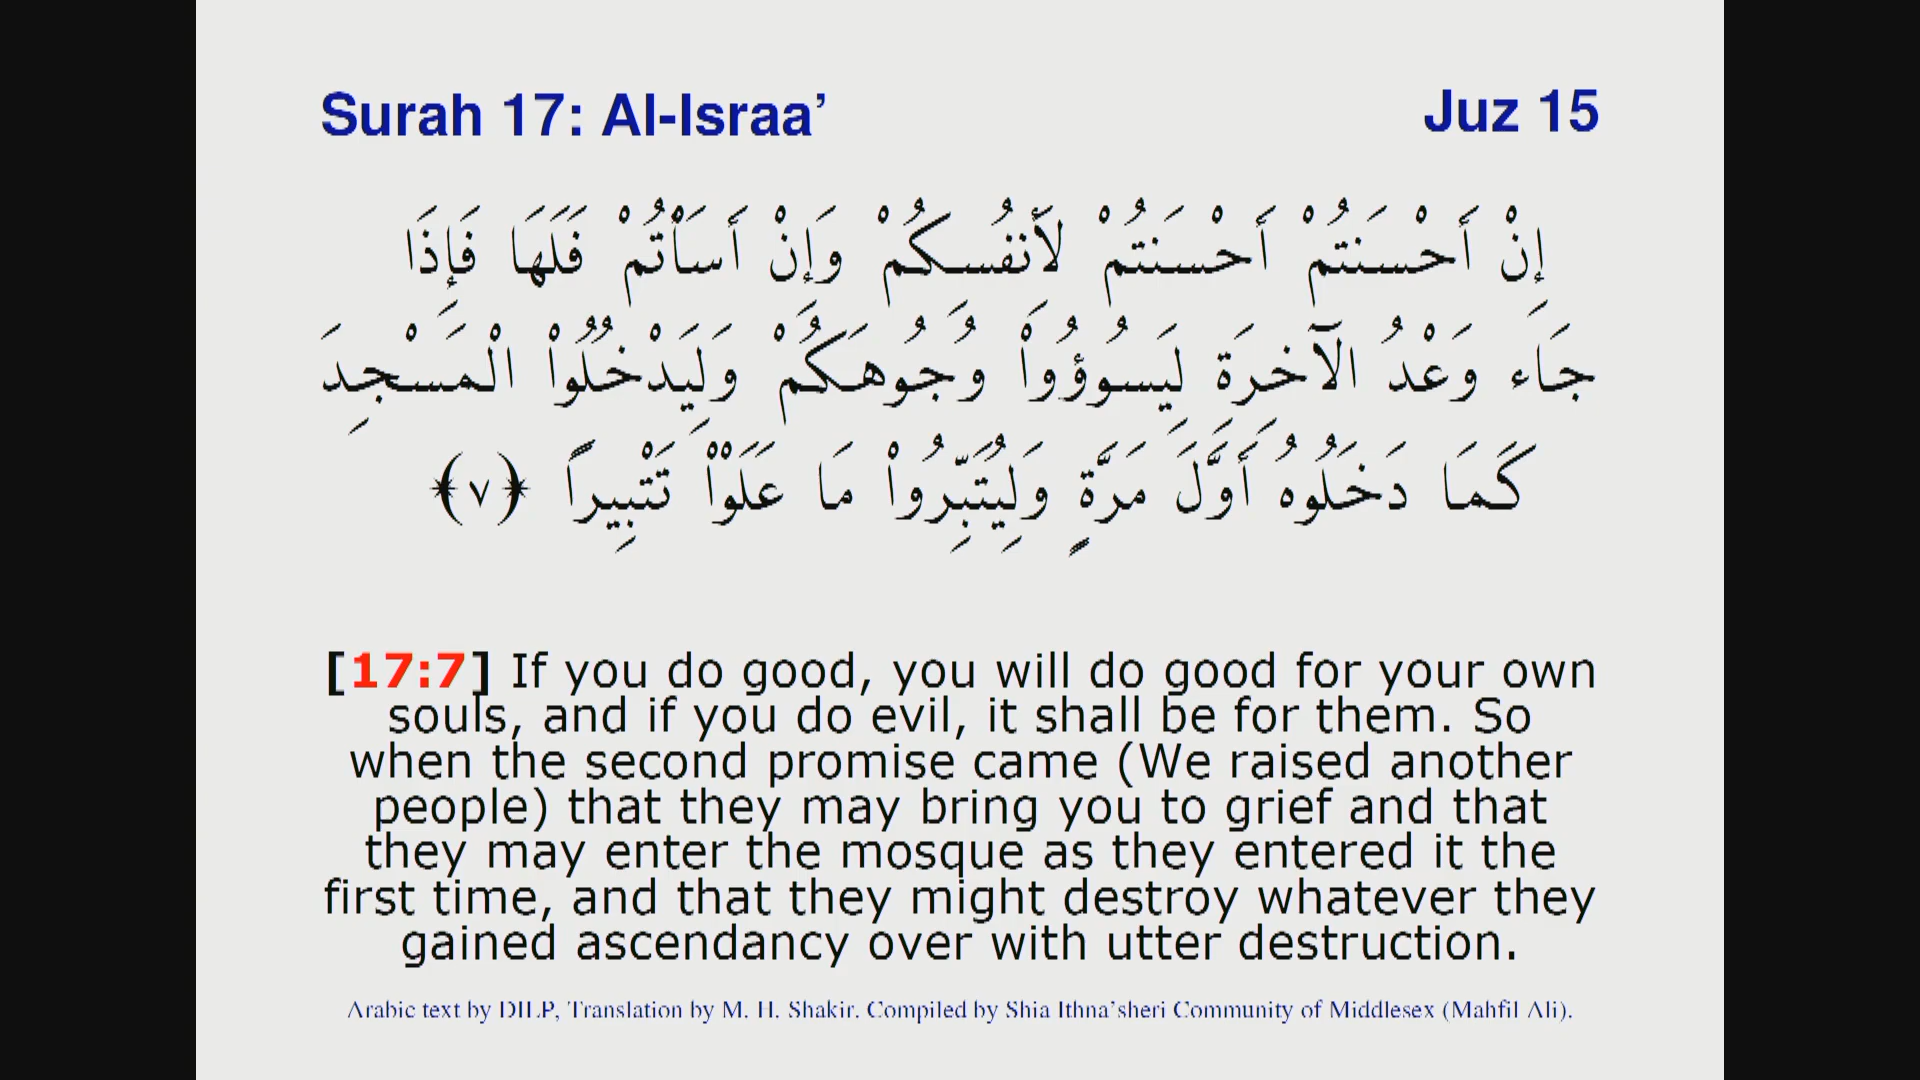 Surah 17: Al-Israa’ Juz 15
إِنْ أَحْسَنتُمْ أَحْسَنتُمْ لِأَنفُسِكُمْ وَإِنْ أَسَأْتُمْ فَلَهَا فَإِذَا
جَاء وَعْدُ الآخِرَةِ لِيَسُوؤُواْ وُجُوهَكُمْ وَلِيَدْخُلُواْ الْمَسْجِدَ
كَمَا دَخَلُوهُ أَوَّلَ مَرَّةٍ وَلِيُتَبِّرُواْ مَا عَلَوْاْ تَتْبِيراً ﴿٧﴾
[17:7] If you do good, you will do good for your own
souls, and if you do evil, it shall be for them. So
when the second promise came (We raised another
people) that they may bring you to grief and that
they may enter the mosque as they entered it the
first time, and that they might destroy whatever they
gained ascendancy over with utter destruction.
Arabic text by DILP, Translation by M. H. Shakir. Compiled by Shia Ithna’sheri Community of Middlesex (Mahfil Ali).